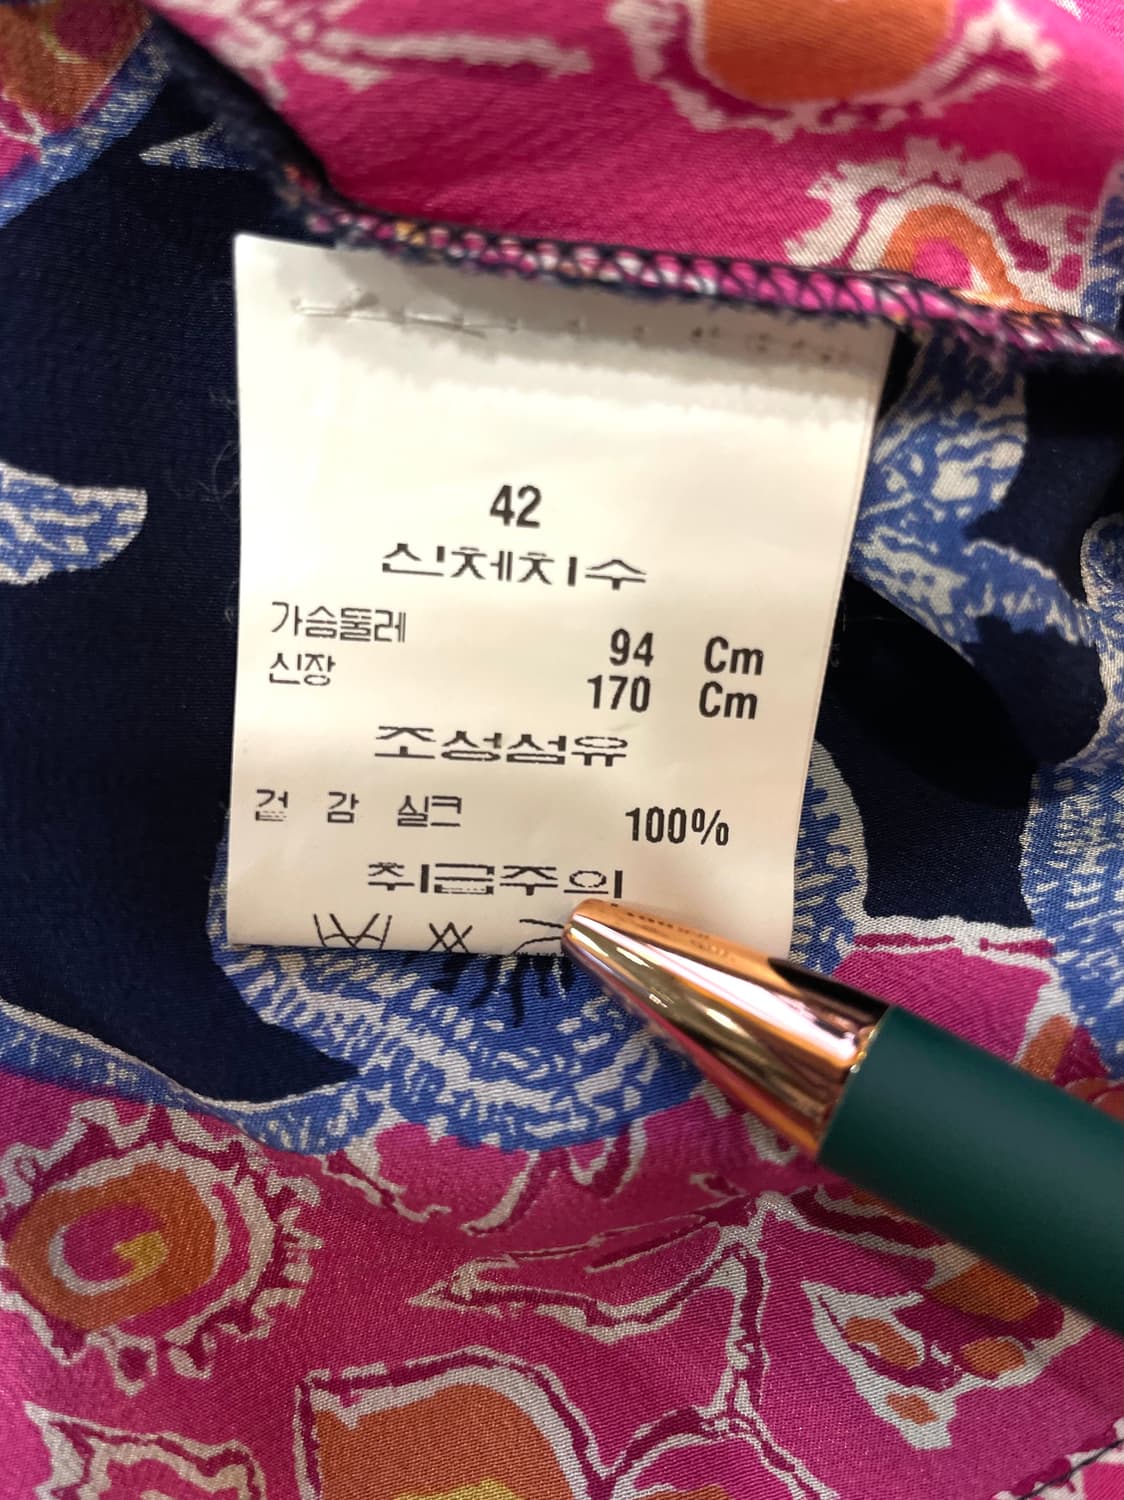 42
신체치수
가슴둘레 94 Cm
신장 170 Cm
조성섬유
겉 감 실크 100%
취급주의